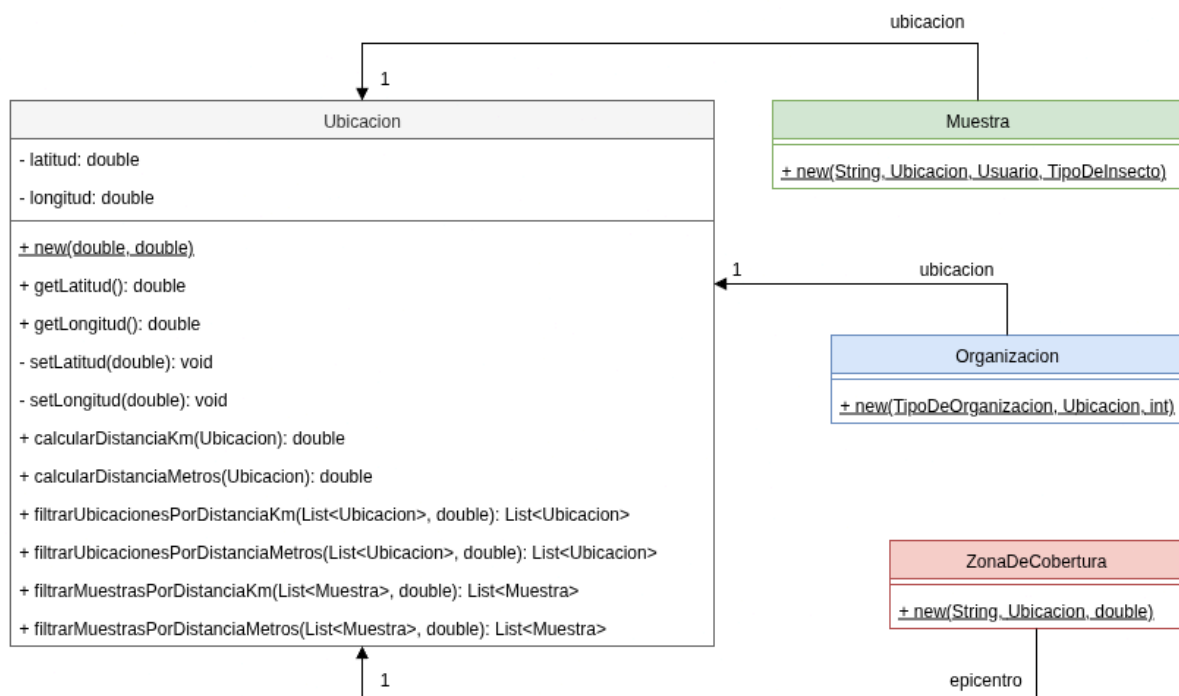 ubicacion
1
Ubicacion
- latitud: double
- longitud: double
+ new(double, double)
+ getLatitud(): double
+ getLongitud(): double
- setLatitud(double): void
- setLongitud(double): void
+ calcularDistanciaKm(Ubicacion): double
+ calcularDistanciaMetros(Ubicacion): double
+ filtrarUbicacionesPorDistanciaKm(List<Ubicacion>, double): List<Ubicacion>
+ filtrarUbicacionesPorDistanciaMetros(List<Ubicacion>, double): List<Ubicacion>
+ filtrarMuestrasPorDistanciaKm(List<Muestra>, double): List<Muestra>
+ filtrarMuestrasPorDistanciaMetros(List<Muestra>, double): List<Muestra>
Muestra
+ new(String, Ubicacion, Usuario, TipoDeInsecto)
1
ubicacion
Organizacion
+ new(TipoDeOrganizacion, Ubicacion, int)
ZonaDeCobertura
+ new(String, Ubicacion, double)
1
epicentro